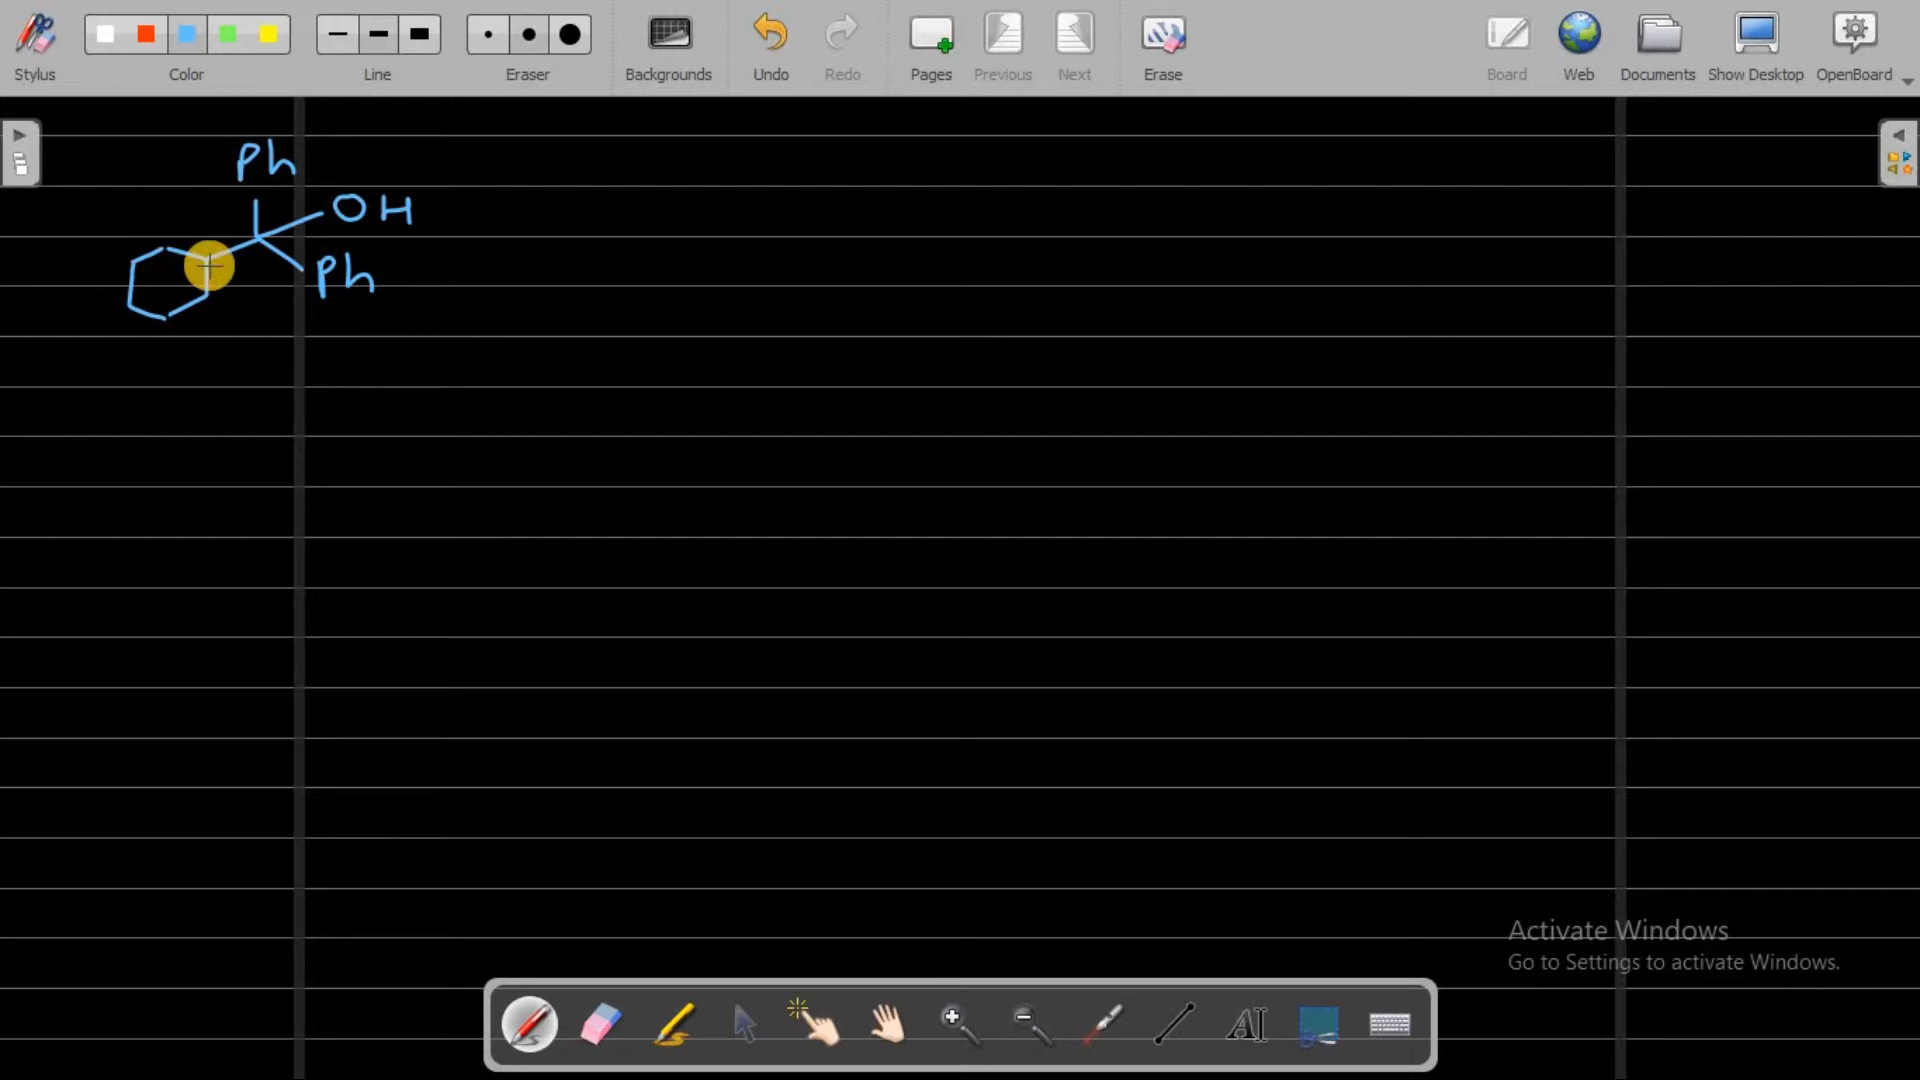 Stylus Color Line Eraser Backgrounds Undo Redo Pages Previous Next Erase Board Web Documents Show Desktop OpenBoard
Ph
OH
Ph
Activate Windows
Go to Settings to activate Windows.
AI